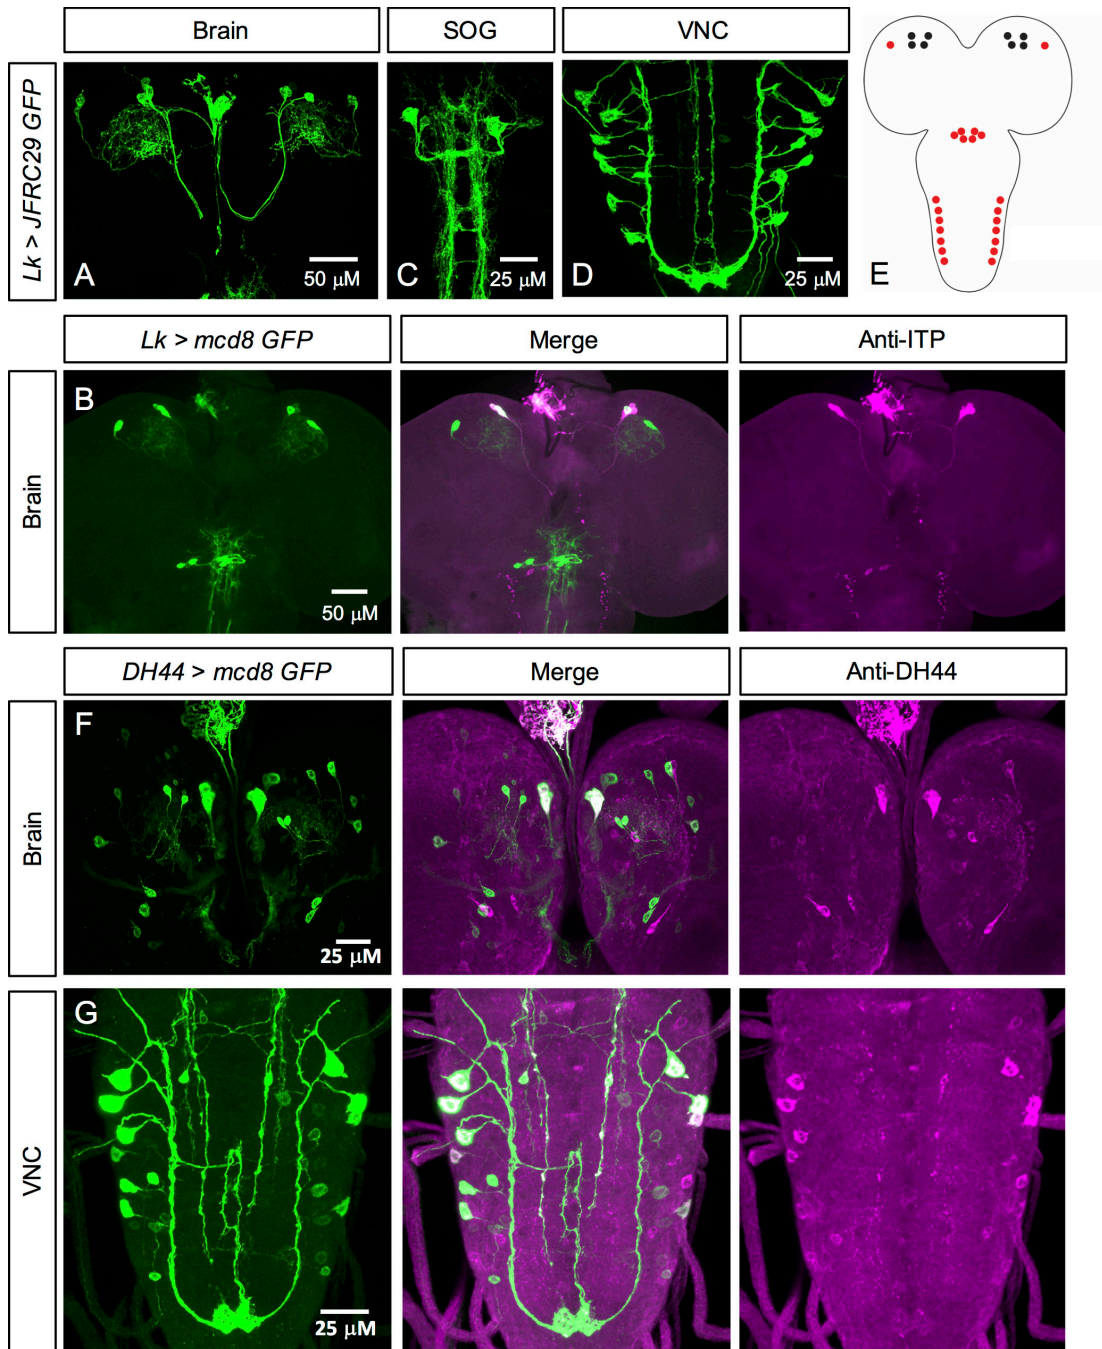 Brain
SOG
VNC
Lk > JFRC29 GFP
A
50 µM
C
25 µM
D
25 µM
E
Lk > mcd8 GFP
Merge
Anti-ITP
Brain
B
50 µM
DH44 > mcd8 GFP
Merge
Anti-DH44
Brain
F
25 µM
VNC
G
25 µM